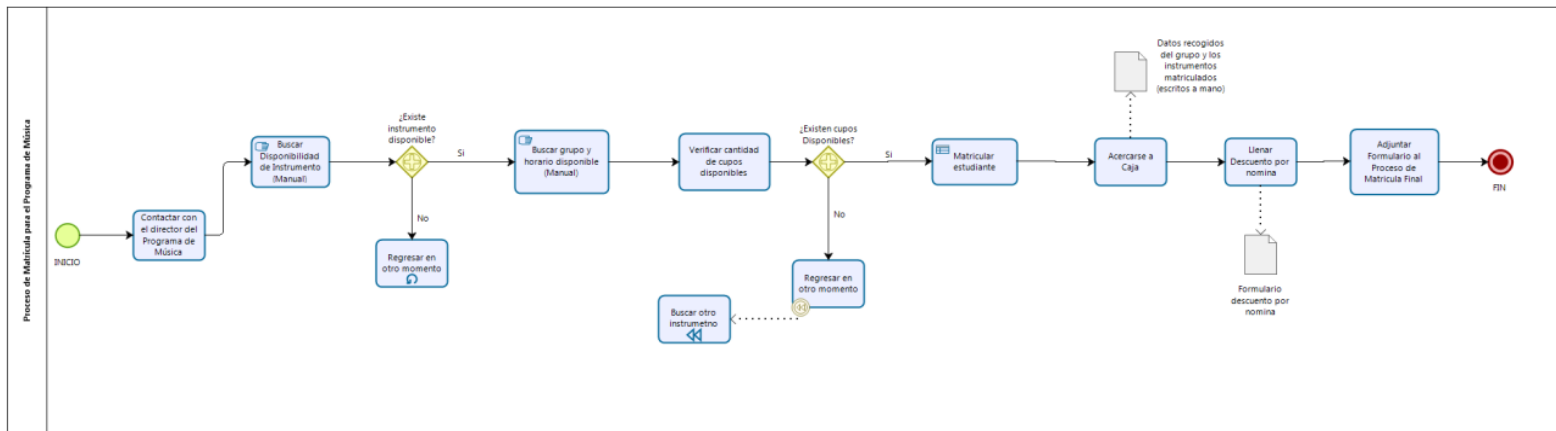 Proceso de Matrícula para el Programa de Música
INICIO
Contactar con
el director del
Programa de
Música
Buscar
Disponibilidad
de Instrumento
(Manual)
¿Existe
instrumento
disponible?
Si
No
Regresar en
otro momento
Buscar grupo y
horario disponible
(Manual)
Verificar cantidad
de cupos
disponibles
¿Existen cupos
Disponibles?
Si
No
Regresar en
otro momento
Buscar otro
instrumetno
Matricular
estudiante
Datos recogidos
del grupo y los
instrumentos
matriculados
(escritos a mano)
Acercarse a
Caja
Llenar
Descuento por
nomina
Formulario
descuento por
nomina
Adjuntar
Formulario al
Proceso de
Matricula Final
FIN